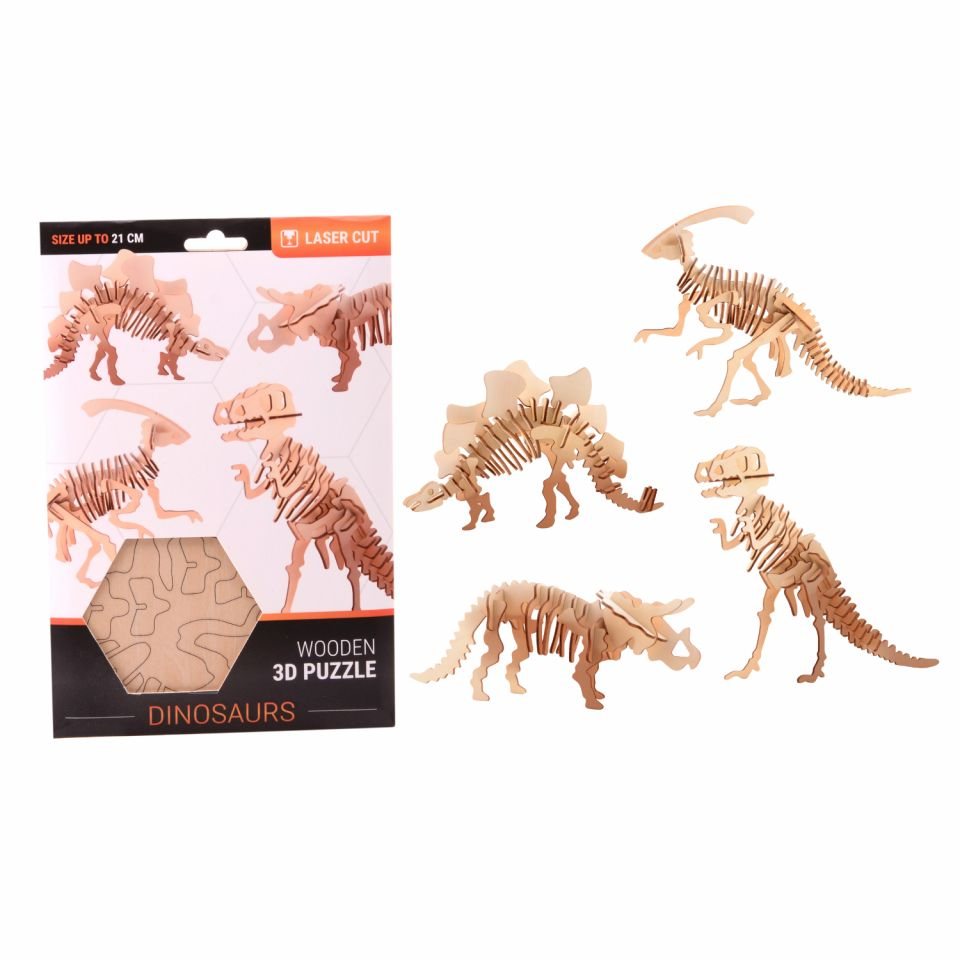 SIZE UP TO 21 CM
LASER CUT
WOODEN
3D PUZZLE
DINOSAURS